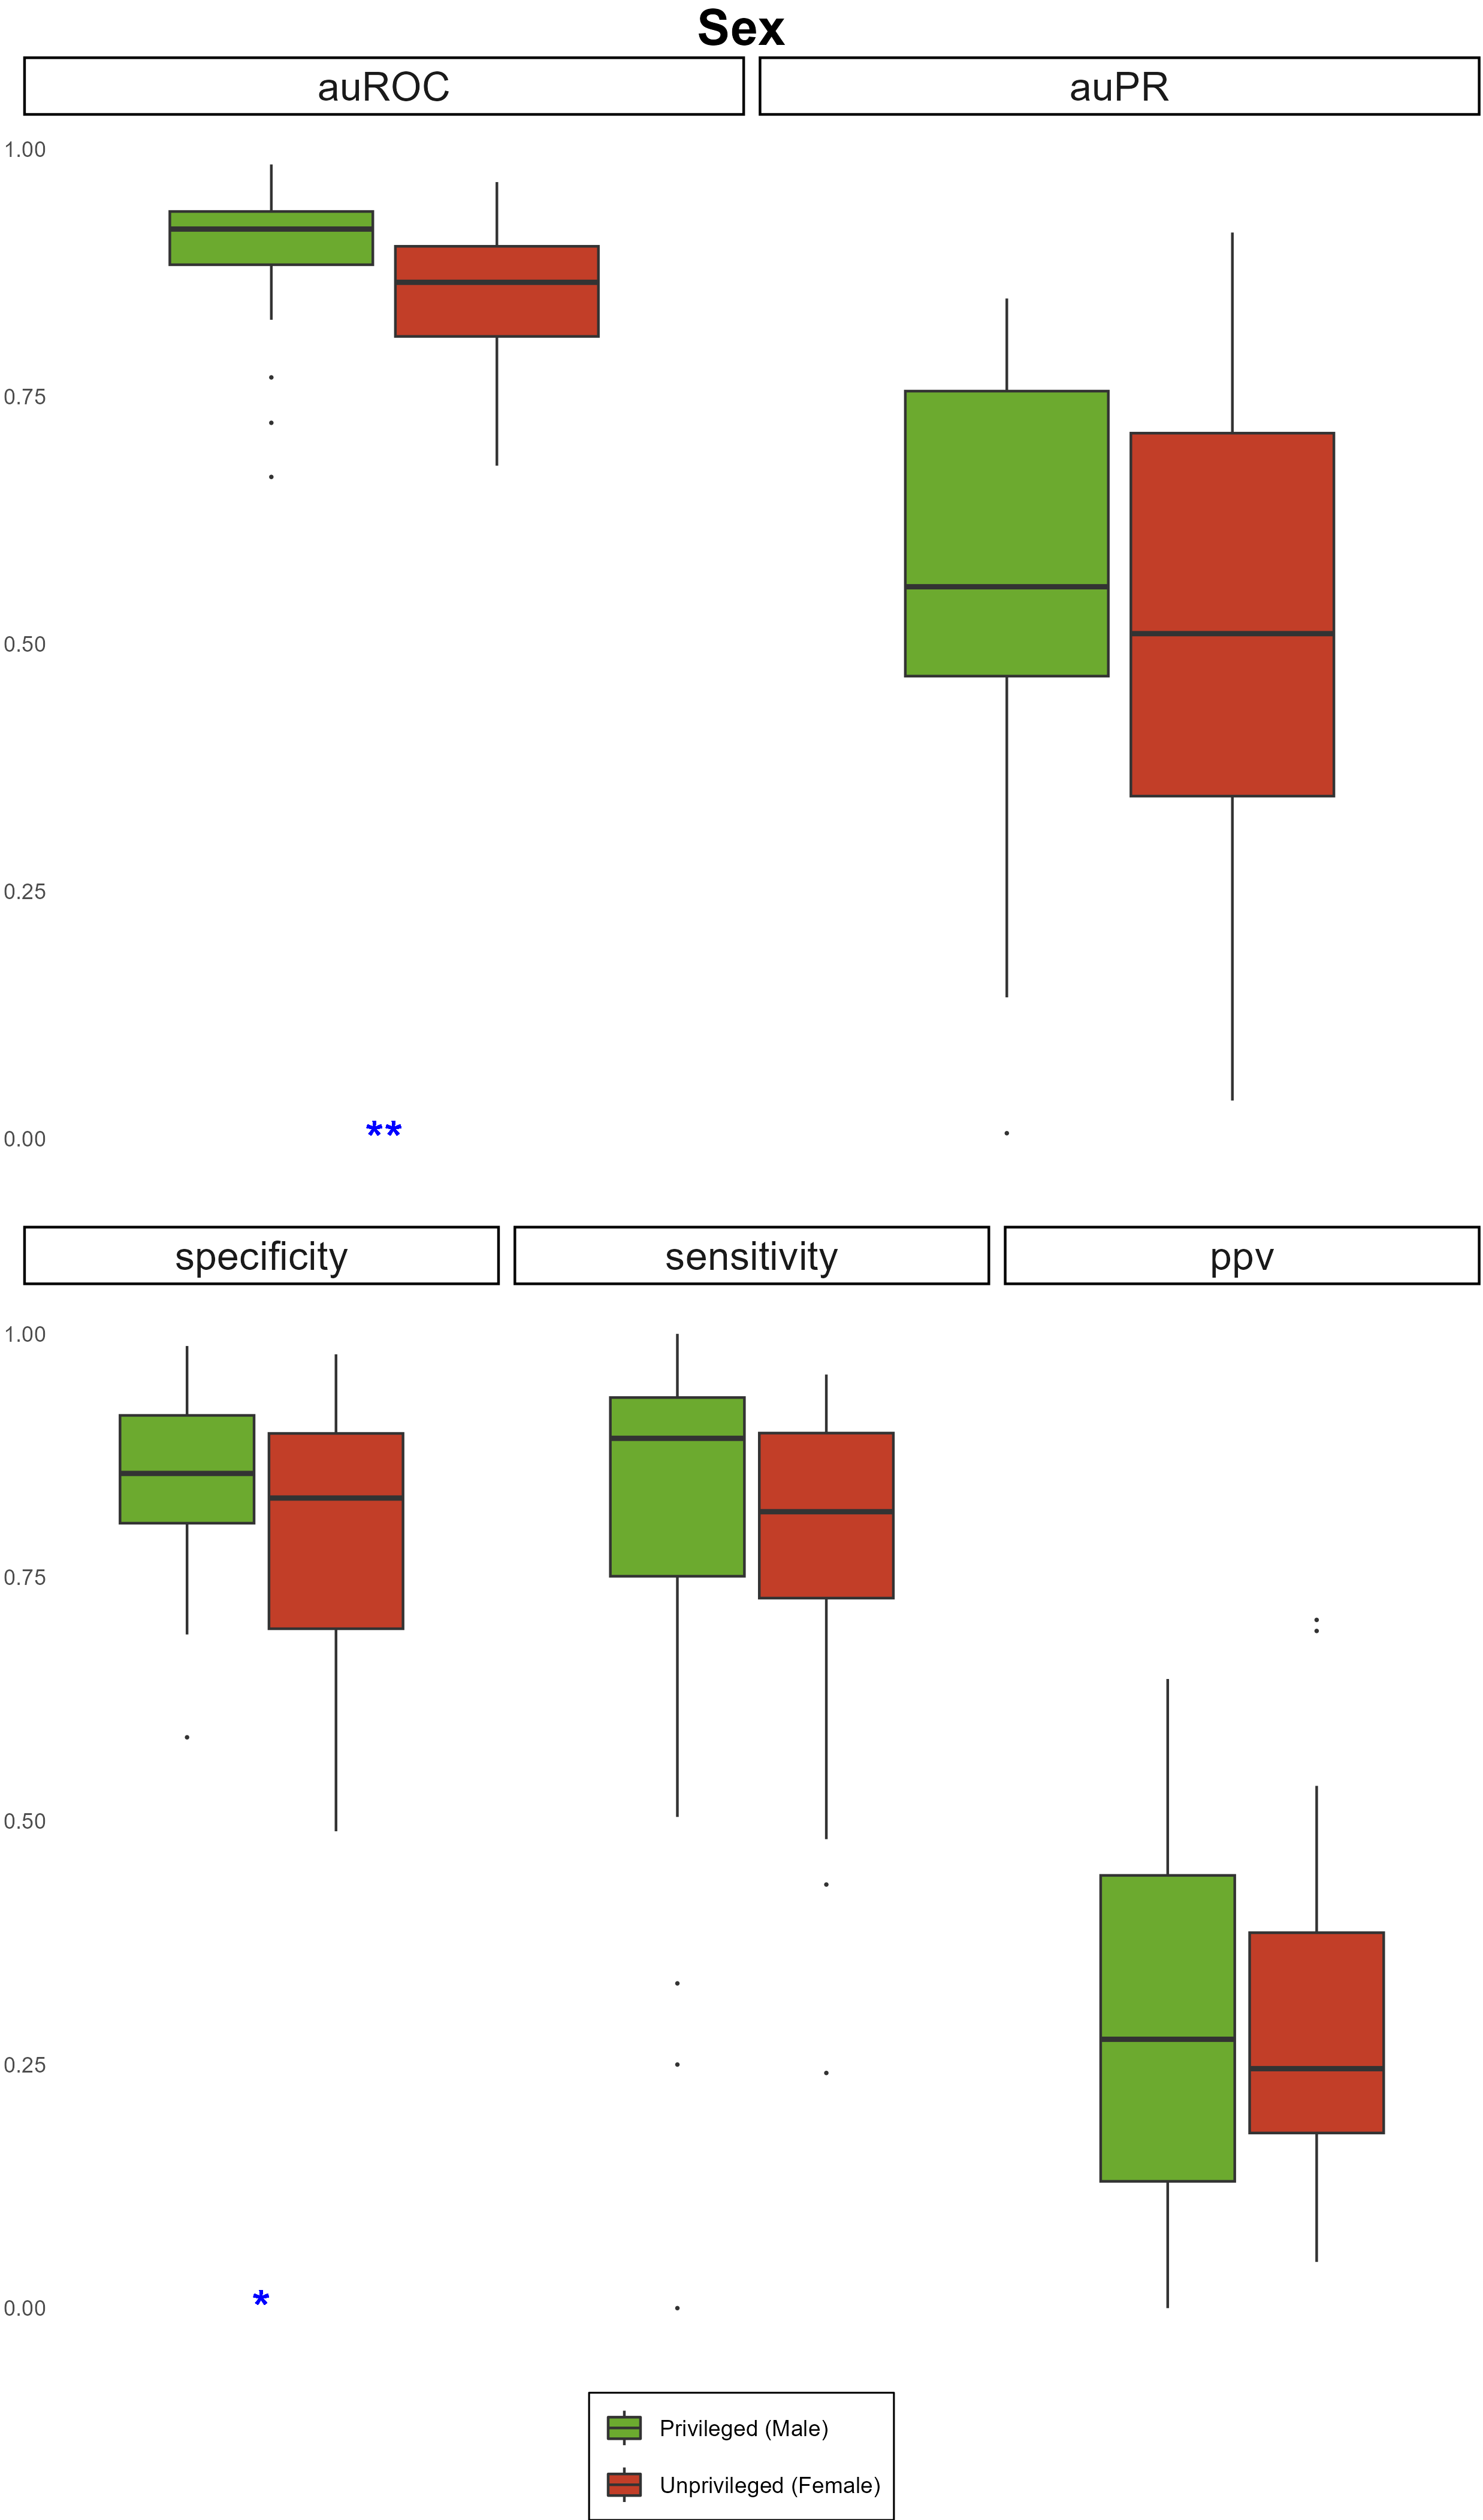 Sex
auROC auPR
1.00
0.75
0.50
0.25
0.00
**
specificity sensitivity ppv
1.00
0.75
0.50
0.25
0.00
*
Privileged (Male)
Unprivileged (Female)